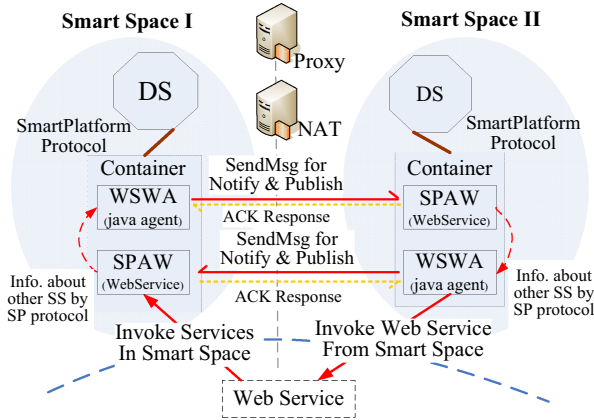 Smart Space I
Smart Space II
Proxy
DS
DS
NAT
SmartPlatform
Protocol
SmartPlatform
Protocol
Container
SendMsg for
Notify & Publish
Container
WSWA
(java agent)
SPAW
(WebService)
ACK Response
SendMsg for
Notify & Publish
SPAW
(WebService)
WSWA
(java agent)
Info. about
other SS by
SP protocol
ACK Response
Info. about
other SS by
SP protocol
Invoke Services
In Smart Space
Invoke Web Service
From Smart Space
Web Service